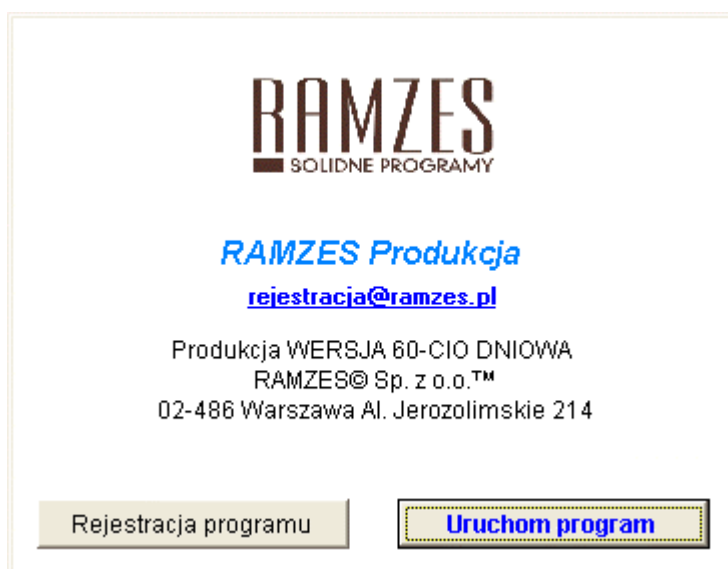 RAMZES
SOLIDNE PROGRAMY
RAMZES Produkcja
rejestracja@ramzes.pl
Produkcja WERSJA 60-CIO DNIOWA
RAMZES© Sp. z o.o.™
02-486 Warszawa Al. Jerozolimskie 214
Rejestracja programu
Uruchom program